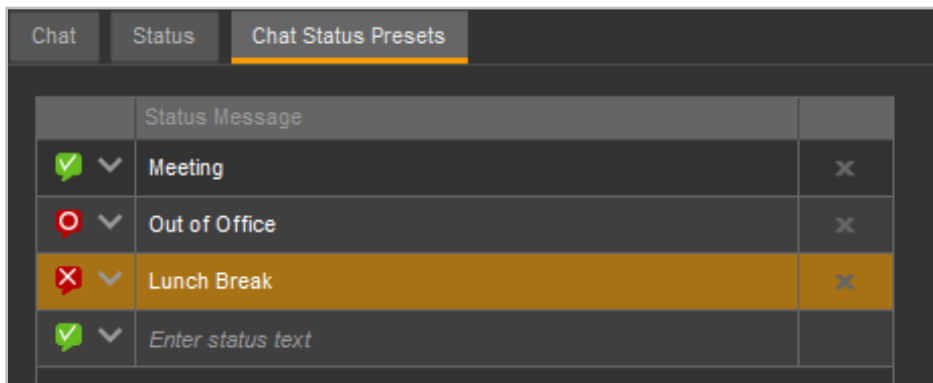 Chat Status Chat Status Presets
Status Message
Meeting
Out of Office
Lunch Break
Enter status text